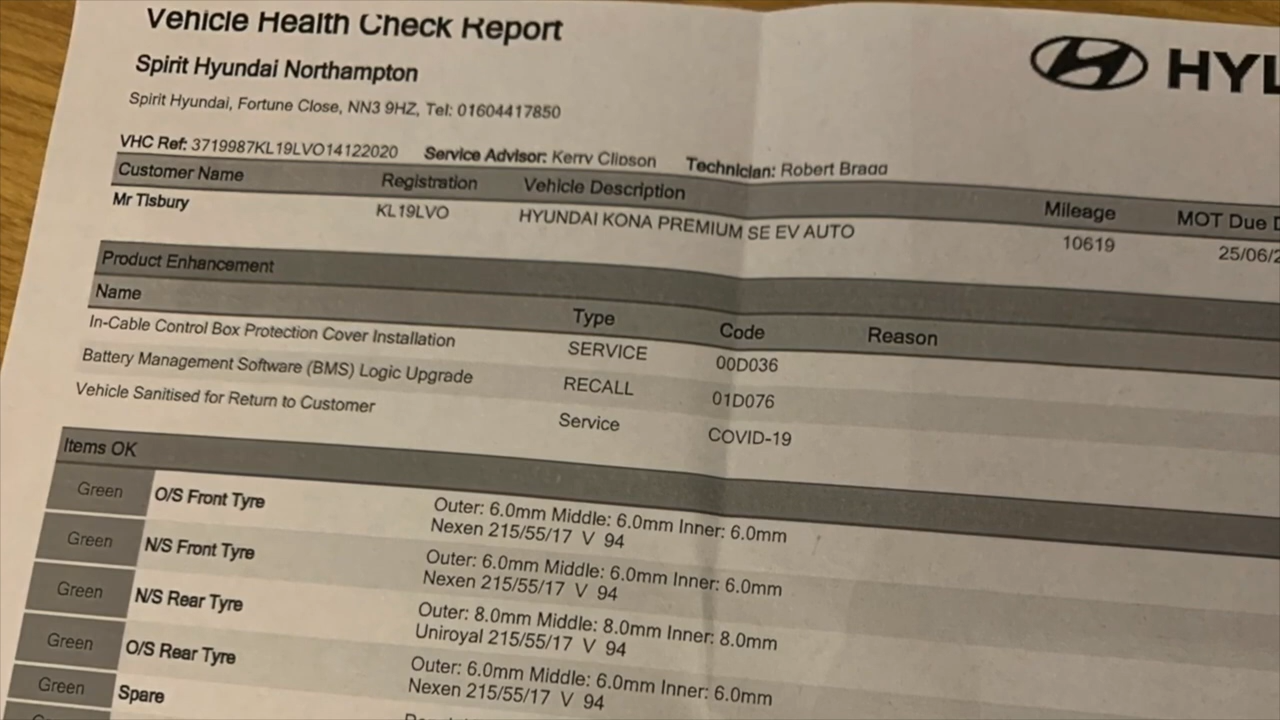 Vehicle Health Check Report
HYU
Spirit Hyundai Northampton
Spirit Hyundai, Fortune Close, NN3 9HZ, Tel: 01604417850
VHC Ref: 3719987KL19LVO14122020 Service Advisor: Kerry Clipson Technician: Robert Bragg
Customer Name Registration Vehicle Description Mileage MOT Due D
Mr Tisbury KL19LVO HYUNDAI KONA PREMIUM SE EV AUTO 10619 25/06/2
Product Enhancement
Name Type Code Reason
In-Cable Control Box Protection Cover Installation SERVICE 00D036
Battery Management Software (BMS) Logic Upgrade RECALL 01D076
Vehicle Sanitised for Return to Customer Service COVID-19
Items OK
Green O/S Front Tyre Outer: 6.0mm Middle: 6.0mm Inner: 6.0mm
Nexen 215/55/17 V 94
Green N/S Front Tyre Outer: 6.0mm Middle: 6.0mm Inner: 6.0mm
Nexen 215/55/17 V 94
Green N/S Rear Tyre Outer: 8.0mm Middle: 8.0mm Inner: 8.0mm
Uniroyal 215/55/17 V 94
Green O/S Rear Tyre Outer: 6.0mm Middle: 6.0mm Inner: 6.0mm
Nexen 215/55/17 V 94
Green Spare